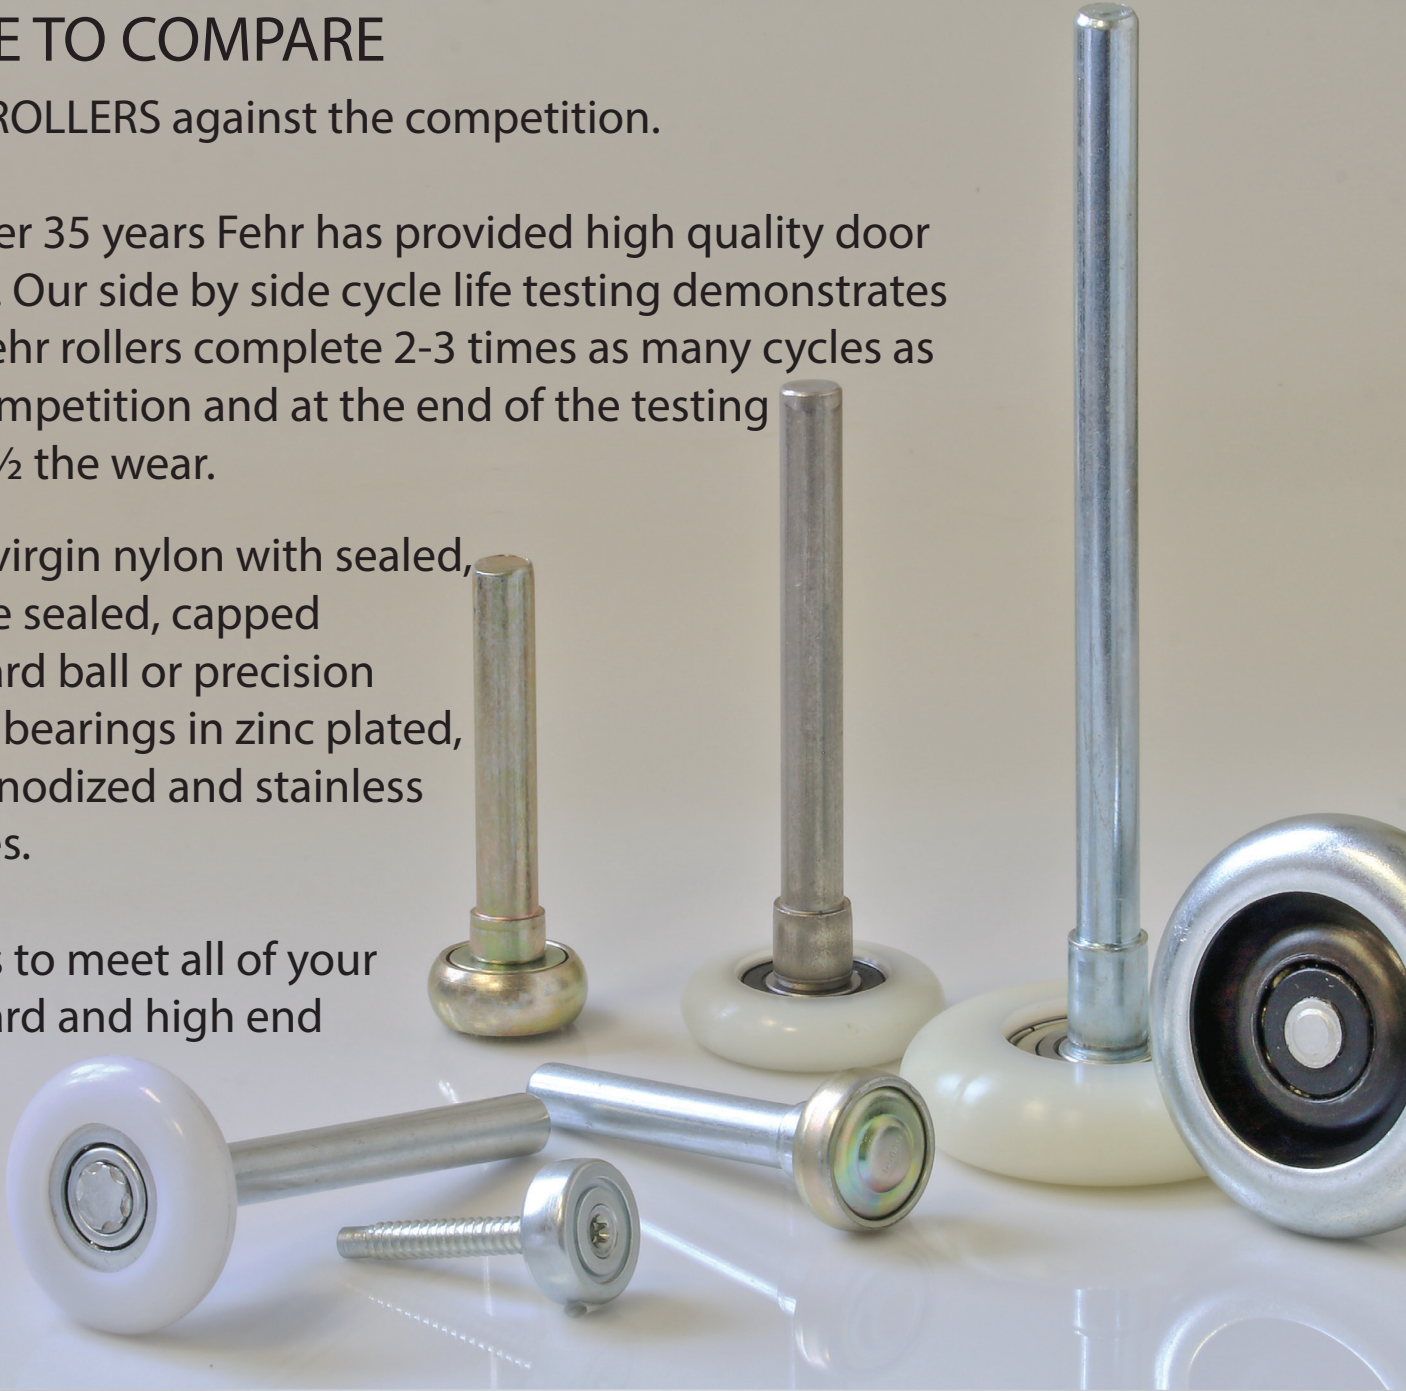 E TO COMPARE
ROLLERS against the competition.
er 35 years Fehr has provided high quality door
. Our side by side cycle life testing demonstrates
ehr rollers complete 2-3 times as many cycles as
mpetition and at the end of the testing
½ the wear.
virgin nylon with sealed,
e sealed, capped
ard ball or precision
bearings in zinc plated,
nodized and stainless
es.
s to meet all of your
ard and high end